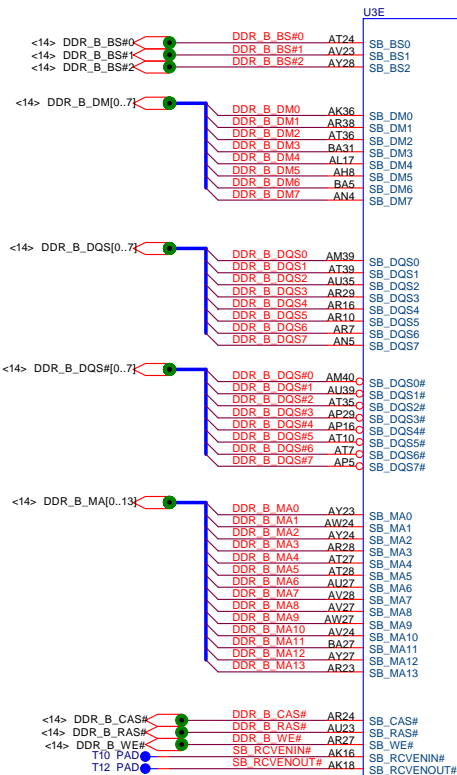 U3E
<14> DDR_B_BS#0 DDR_B_BS#0 AT24 SB_BS0
<14> DDR_B_BS#1 DDR_B_BS#1 AV23 SB_BS1
<14> DDR_B_BS#2 DDR_B_BS#2 AY28 SB_BS2
<14> DDR_B_DM[0..7]
DDR_B_DM0 AK36 SB_DM0
DDR_B_DM1 AR38 SB_DM1
DDR_B_DM2 AT36 SB_DM2
DDR_B_DM3 BA31 SB_DM3
DDR_B_DM4 AL17 SB_DM4
DDR_B_DM5 AH8 SB_DM5
DDR_B_DM6 BA5 SB_DM6
DDR_B_DM7 AN4 SB_DM7
<14> DDR_B_DQS[0..7]
DDR_B_DQS0 AM39 SB_DQS0
DDR_B_DQS1 AT39 SB_DQS1
DDR_B_DQS2 AU35 SB_DQS2
DDR_B_DQS3 AR29 SB_DQS3
DDR_B_DQS4 AR16 SB_DQS4
DDR_B_DQS5 AR10 SB_DQS5
DDR_B_DQS6 AR7 SB_DQS6
DDR_B_DQS7 AN5 SB_DQS7
<14> DDR_B_DQS#[0..7]
DDR_B_DQS#0 AM40 SB_DQS0#
DDR_B_DQS#1 AU39 SB_DQS1#
DDR_B_DQS#2 AT35 SB_DQS2#
DDR_B_DQS#3 AP29 SB_DQS3#
DDR_B_DQS#4 AP16 SB_DQS4#
DDR_B_DQS#5 AT10 SB_DQS5#
DDR_B_DQS#6 AT7 SB_DQS6#
DDR_B_DQS#7 AP5 SB_DQS7#
<14> DDR_B_MA[0..13]
DDR_B_MA0 AY23 SB_MA0
DDR_B_MA1 AW24 SB_MA1
DDR_B_MA2 AY24 SB_MA2
DDR_B_MA3 AR28 SB_MA3
DDR_B_MA4 AT27 SB_MA4
DDR_B_MA5 AT28 SB_MA5
DDR_B_MA6 AU27 SB_MA6
DDR_B_MA7 AV28 SB_MA7
DDR_B_MA8 AV27 SB_MA8
DDR_B_MA9 AW27 SB_MA9
DDR_B_MA10 AV24 SB_MA10
DDR_B_MA11 BA27 SB_MA11
DDR_B_MA12 AY27 SB_MA12
DDR_B_MA13 AR23 SB_MA13
<14> DDR_B_CAS# DDR_B_CAS# AR24 SB_CAS#
<14> DDR_B_RAS# DDR_B_RAS# AU23 SB_RAS#
<14> DDR_B_WE# DDR_B_WE# AR27 SB_WE#
T10 PAD SB_RCVENIN# AK16 SB_RCVENIN#
T12 PAD SB_RCVENOUT# AK18 SB_RCVENOUT#